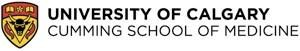 UNIVERSITY OF CALGARY
CUMMING SCHOOL OF MEDICINE